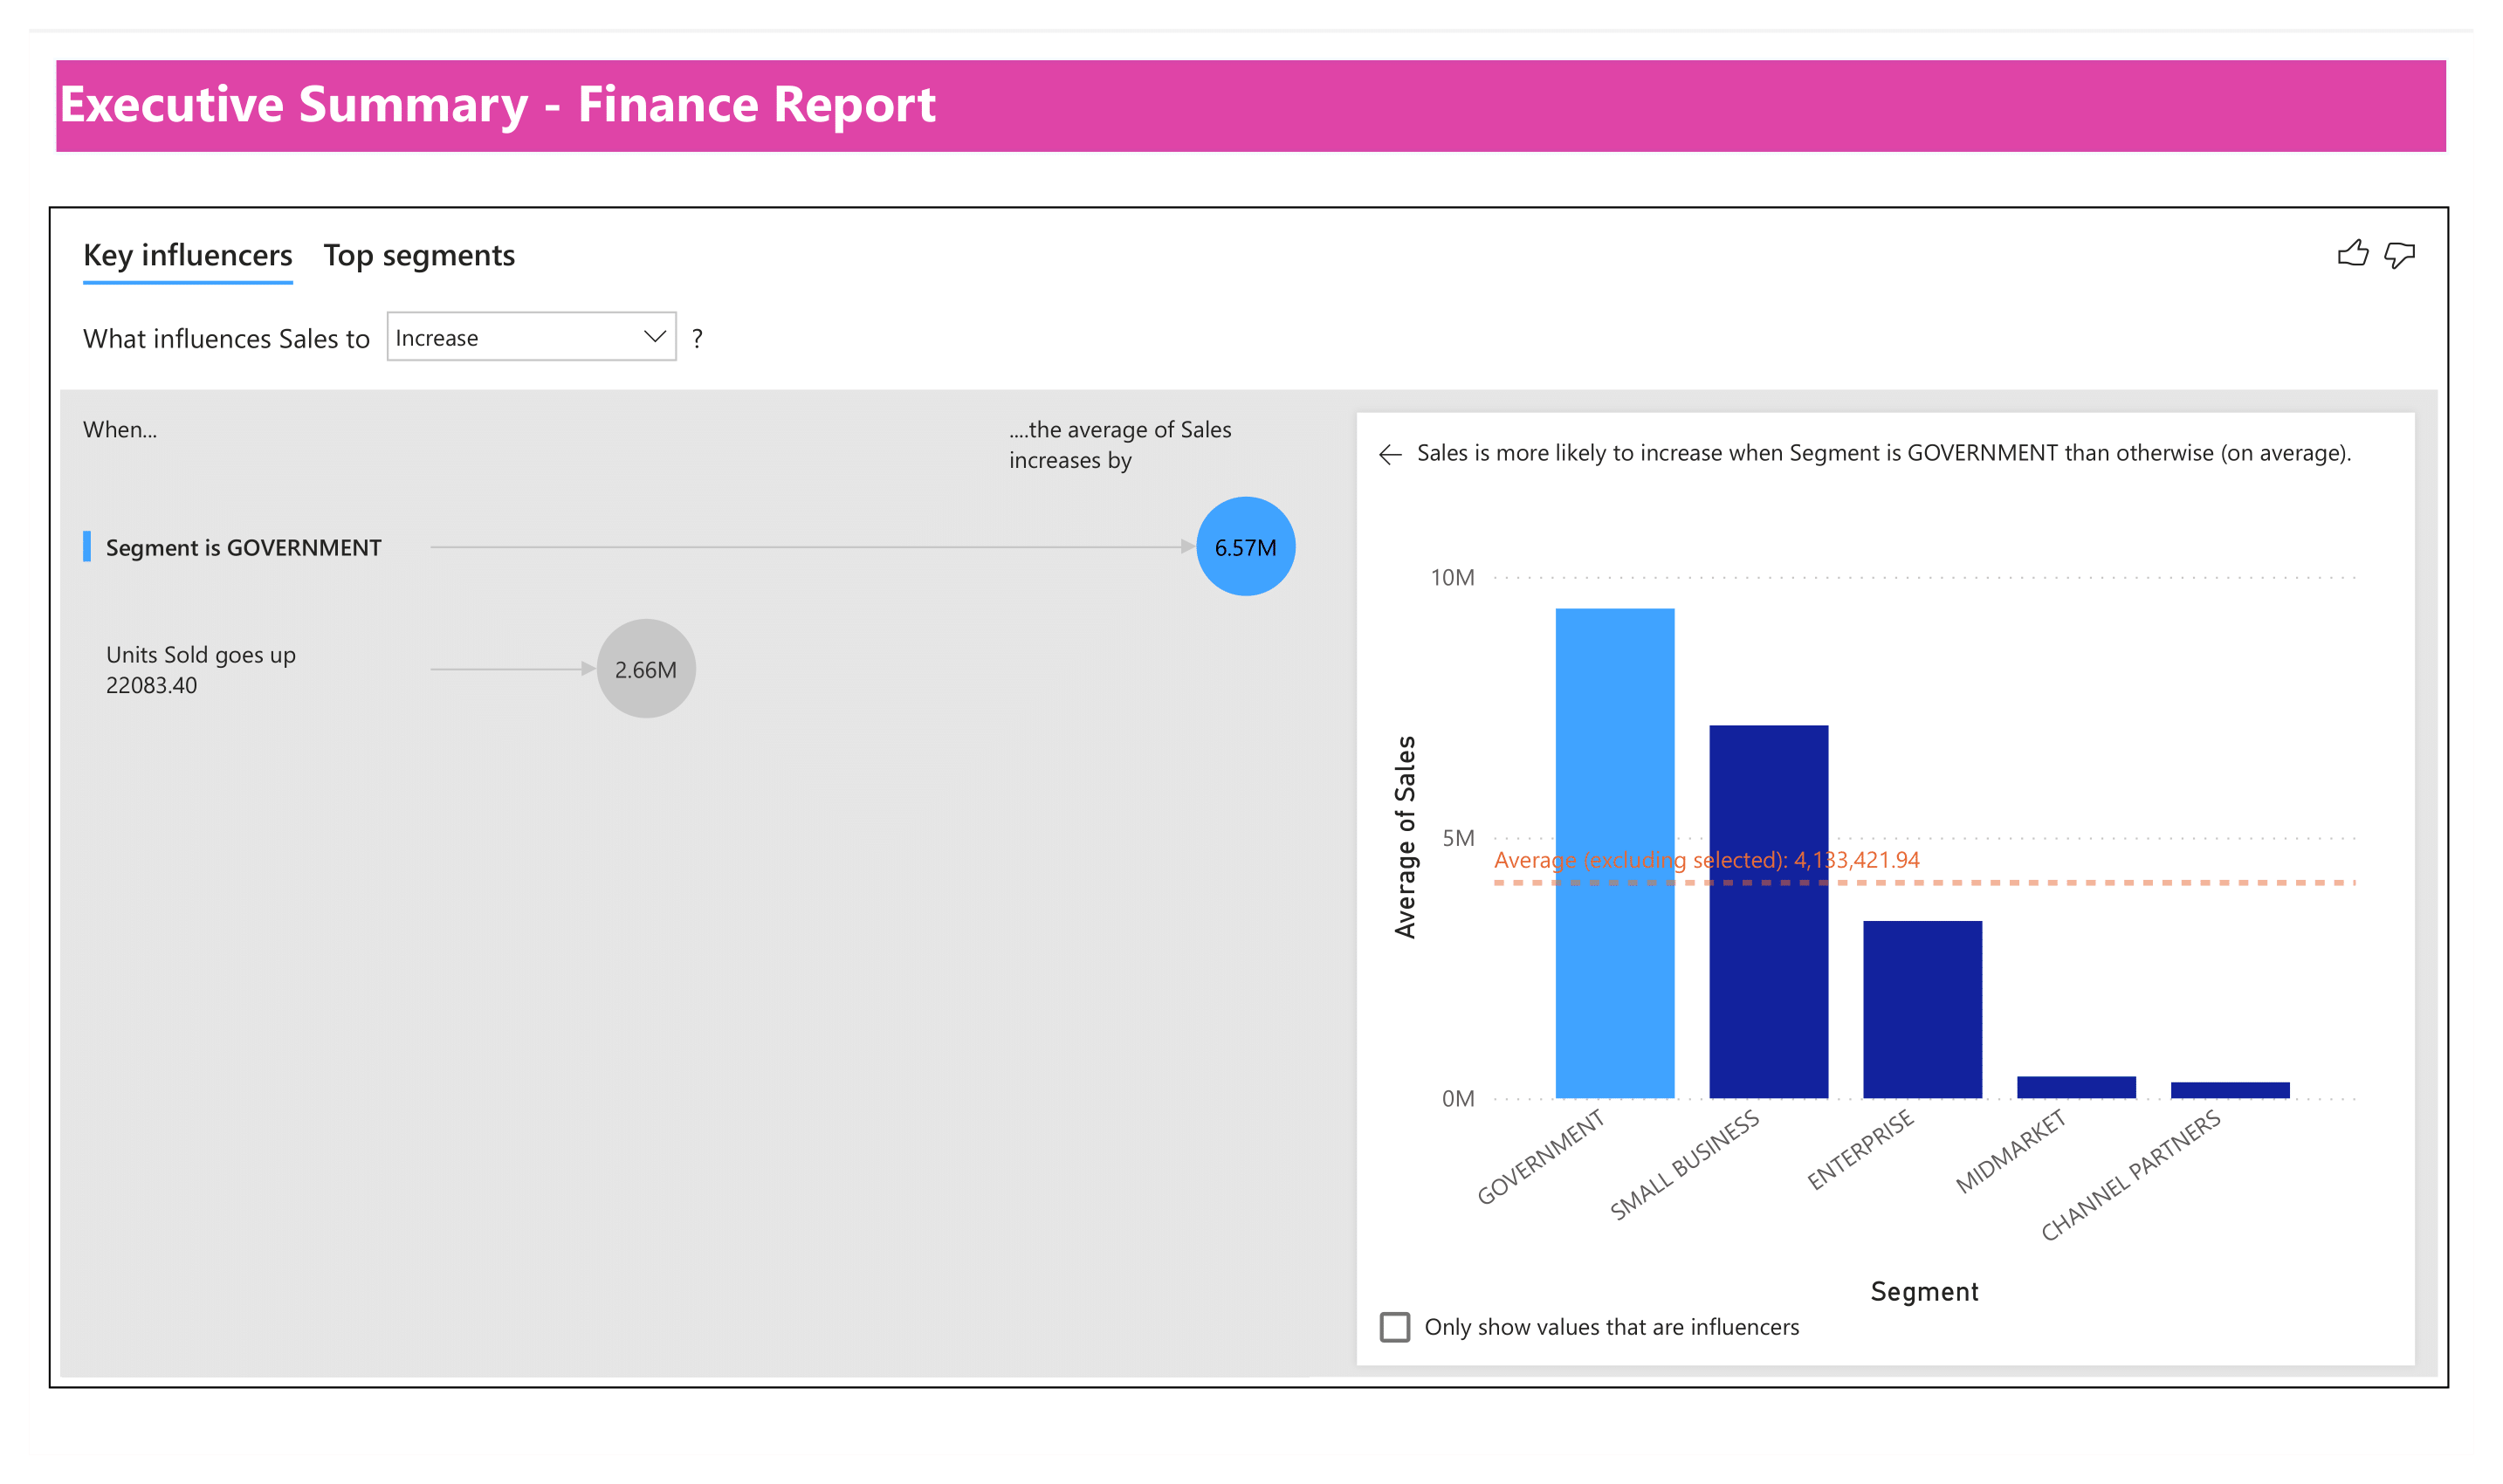 Executive Summary - Finance Report
Key influencers
Top segments
What influences Sales to
Increase
?
When...
....the average of Sales
increases by
Segment is GOVERNMENT
6.57M
Units Sold goes up
22083.40
2.66M
Sales is more likely to increase when Segment is GOVERNMENT than otherwise (on average).
10M
5M
0M
Average of Sales
Average (excluding selected): 4,133,421.94
GOVERNMENT
SMALL BUSINESS
ENTERPRISE
MIDMARKET
CHANNEL PARTNERS
Segment
Only show values that are influencers